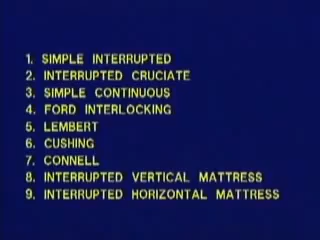 1. SIMPLE INTERRUPTED
2. INTERRUPTED CRUCIATE
3. SIMPLE CONTINUOUS
4. FORD INTERLOCKING
5. LEMBERT
6. CUSHING
7. CONNELL
8. INTERRUPTED VERTICAL MATTRESS
9. INTERRUPTED HORIZONTAL MATTRESS